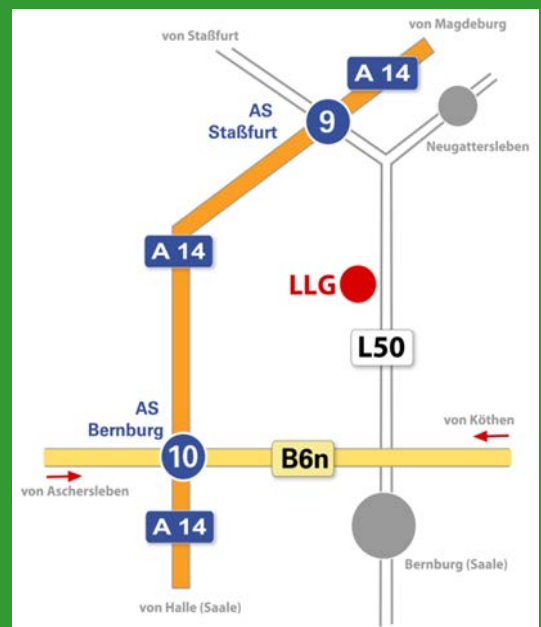 von Magdeburg
von Staßfurt
A 14
AS
Staßfurt
9
Neugattersleben
A 14
LLG
L50
AS
Bernburg
von Köthen
10
B6n
von Aschersleben
A 14
Bernburg (Saale)
von Halle (Saale)